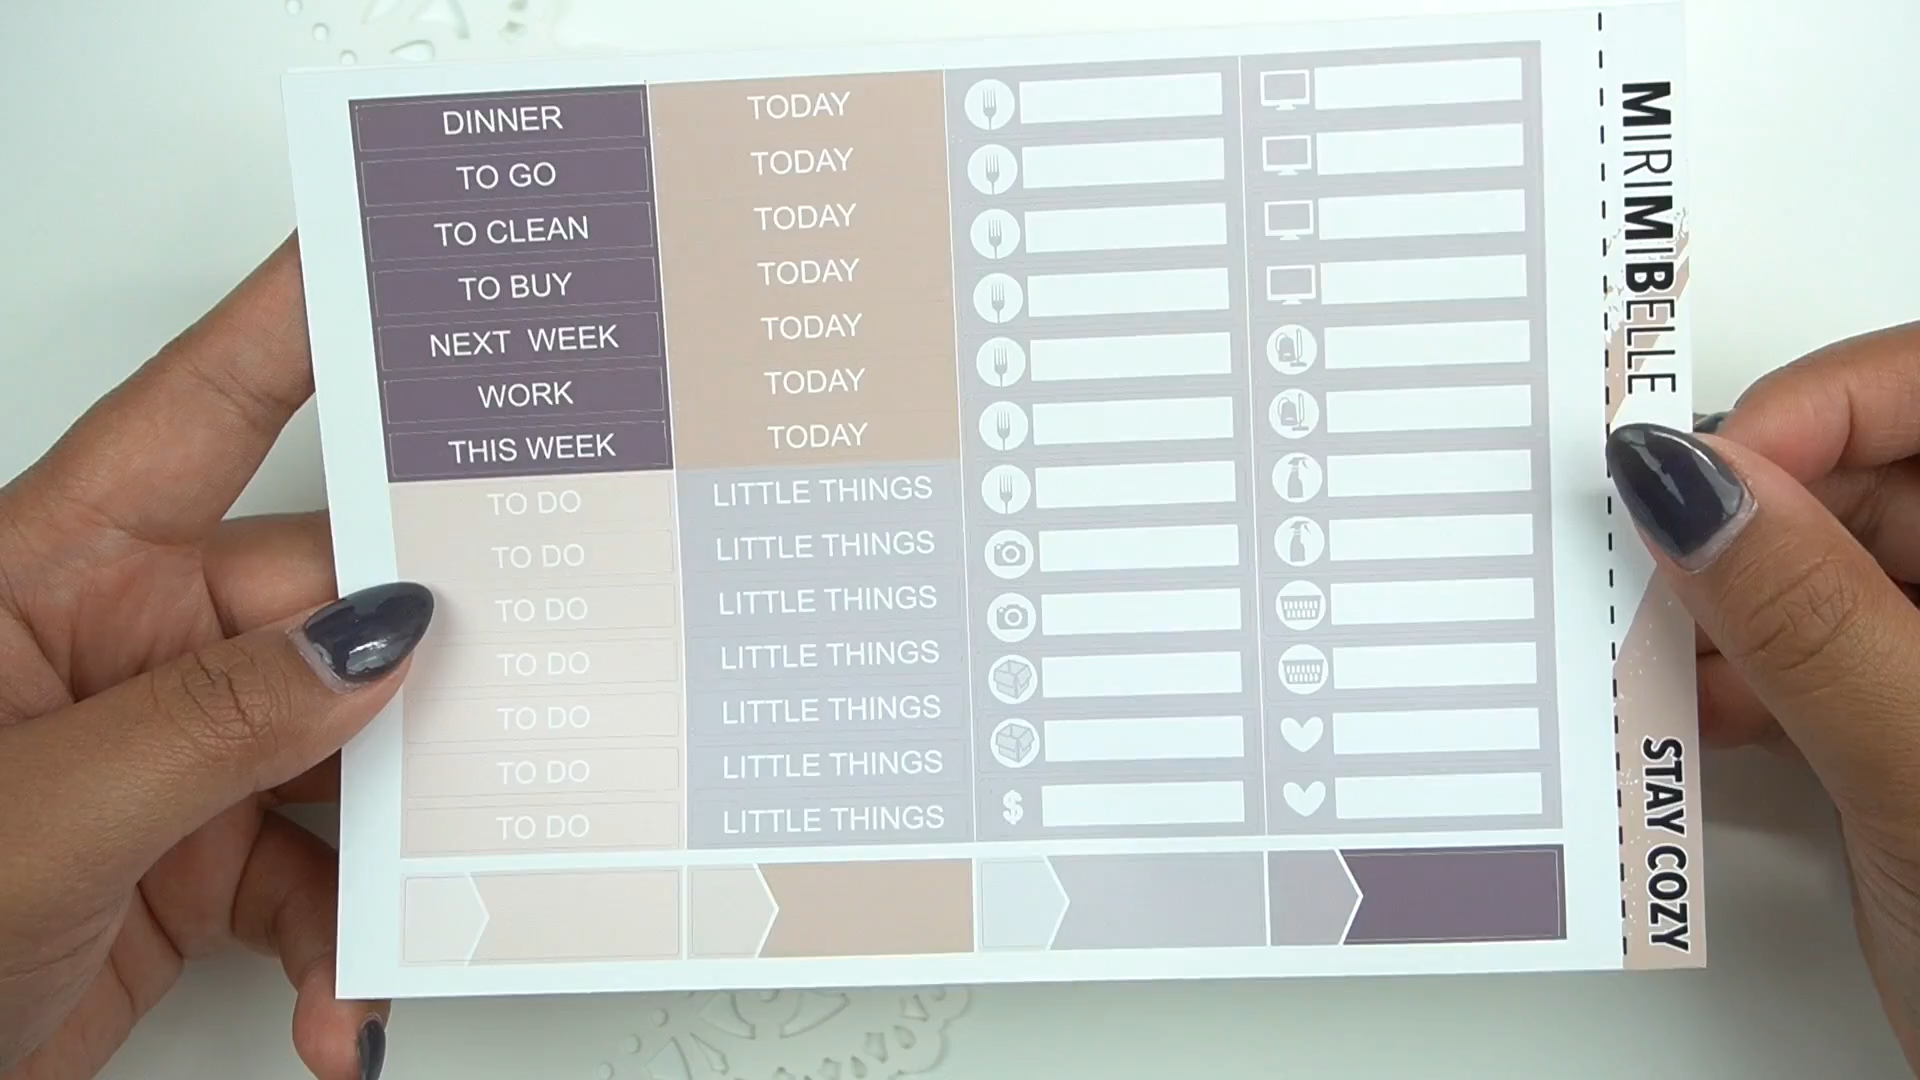 DINNER
TO GO
TO CLEAN
TO BUY
NEXT WEEK
WORK
THIS WEEK
TO DO
TO DO
TO DO
TO DO
TO DO
TO DO
TO DO
TODAY
TODAY
TODAY
TODAY
TODAY
TODAY
TODAY
LITTLE THINGS
LITTLE THINGS
LITTLE THINGS
LITTLE THINGS
LITTLE THINGS
LITTLE THINGS
LITTLE THINGS
$
MIRIMIBELLE
STAY COZY